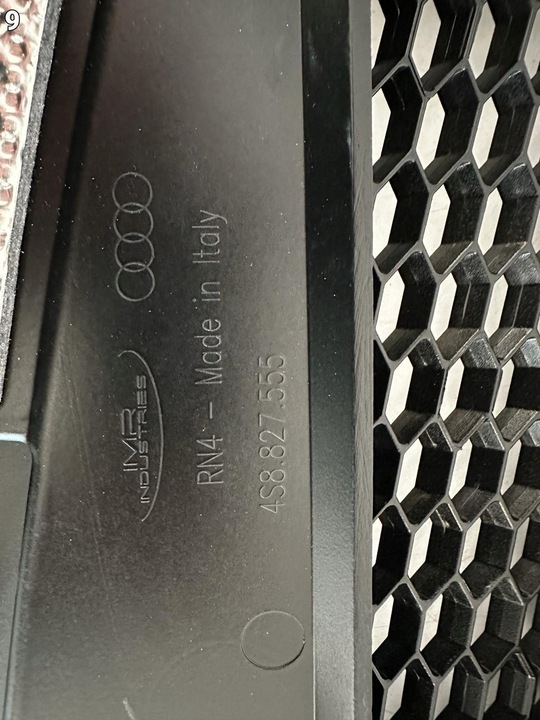 9
IMR
INDUSTRIES
RN4 - Made in Italy
4S8.827.555